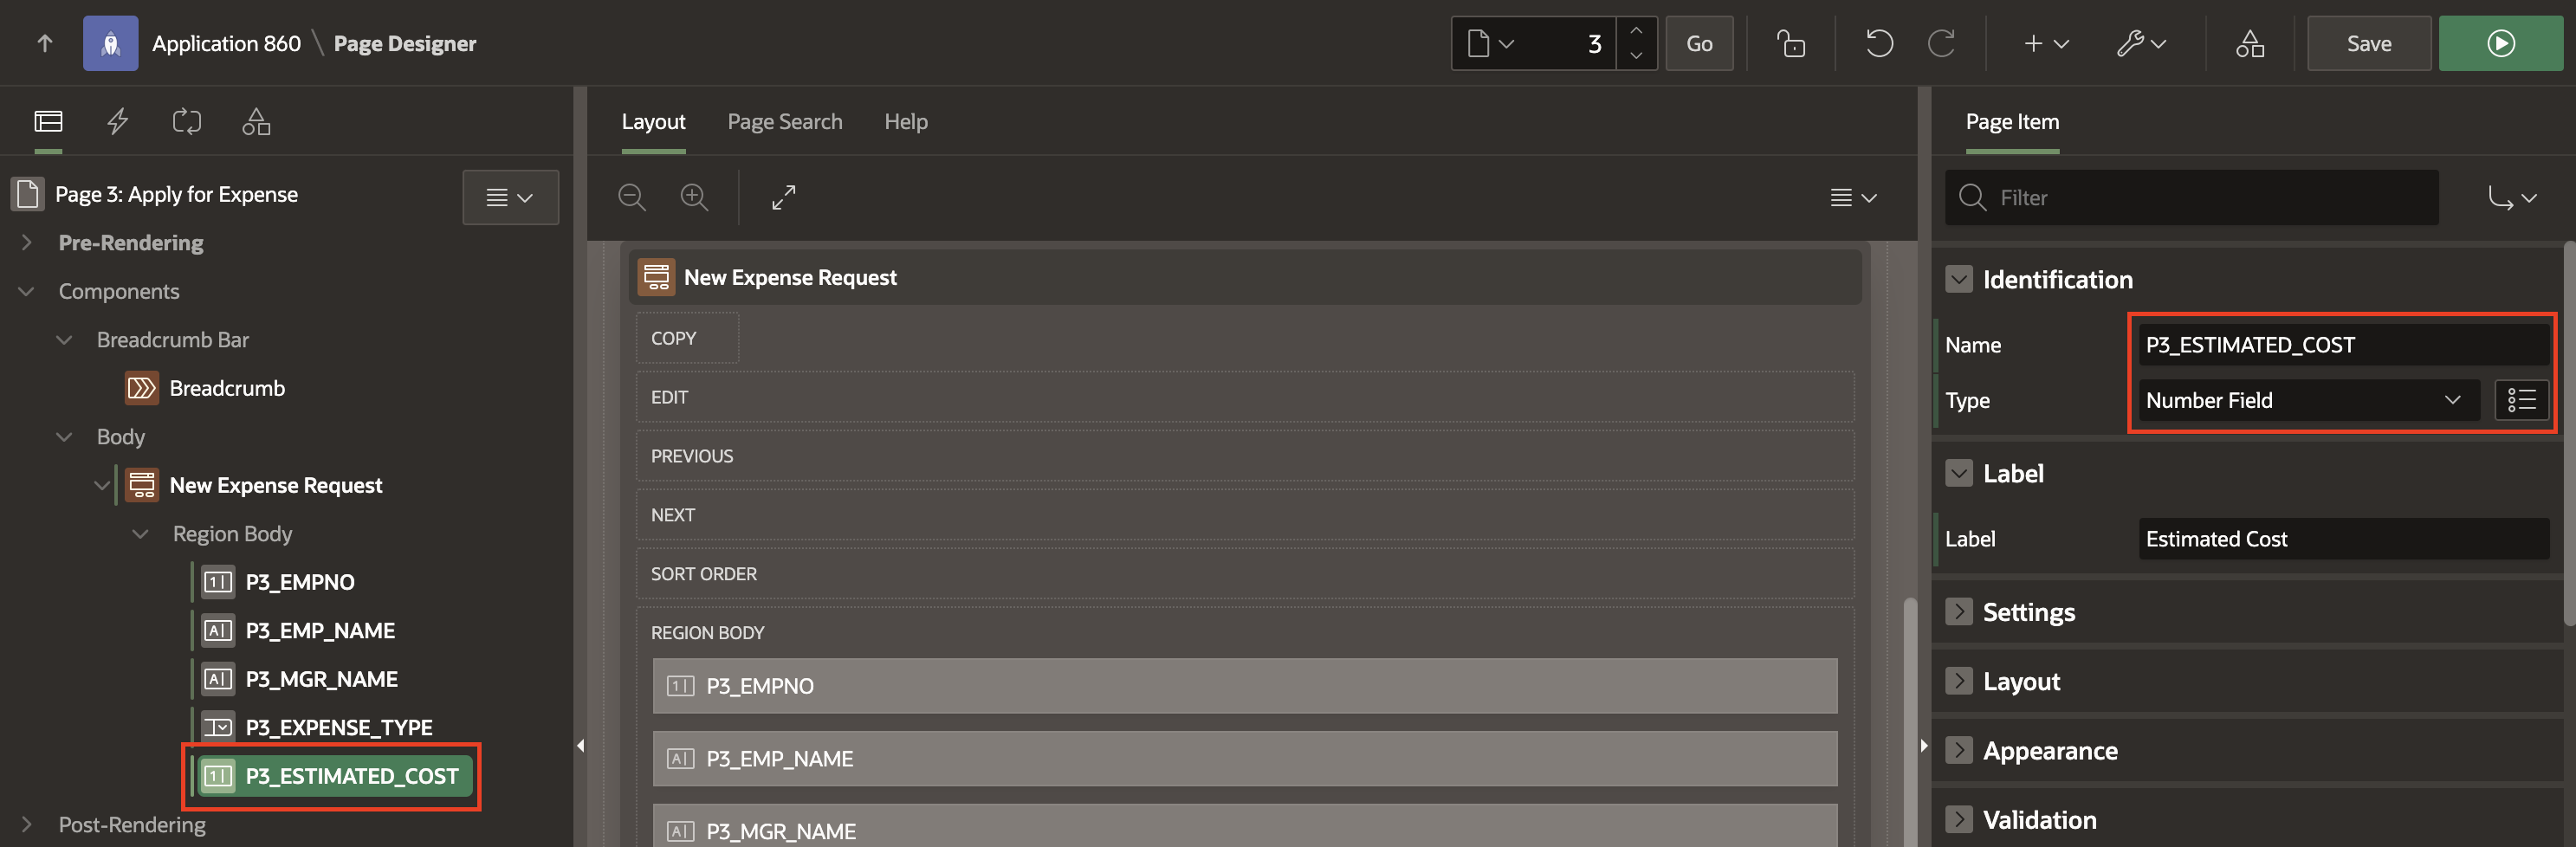 Application 860 \ Page Designer
3
Go
Save
Page 3: Apply for Expense
Pre-Rendering
Components
Breadcrumb Bar
Breadcrumb
Body
New Expense Request
Region Body
P3_EMPNO
P3_EMP_NAME
P3_MGR_NAME
P3_EXPENSE_TYPE
P3_ESTIMATED_COST
Post-Rendering
Layout
Page Search
Help
New Expense Request
COPY
EDIT
PREVIOUS
NEXT
SORT ORDER
REGION BODY
P3_EMPNO
P3_EMP_NAME
P3_MGR_NAME
Page Item
Filter
Identification
Name
P3_ESTIMATED_COST
Type
Number Field
Label
Label
Estimated Cost
Settings
Layout
Appearance
Validation